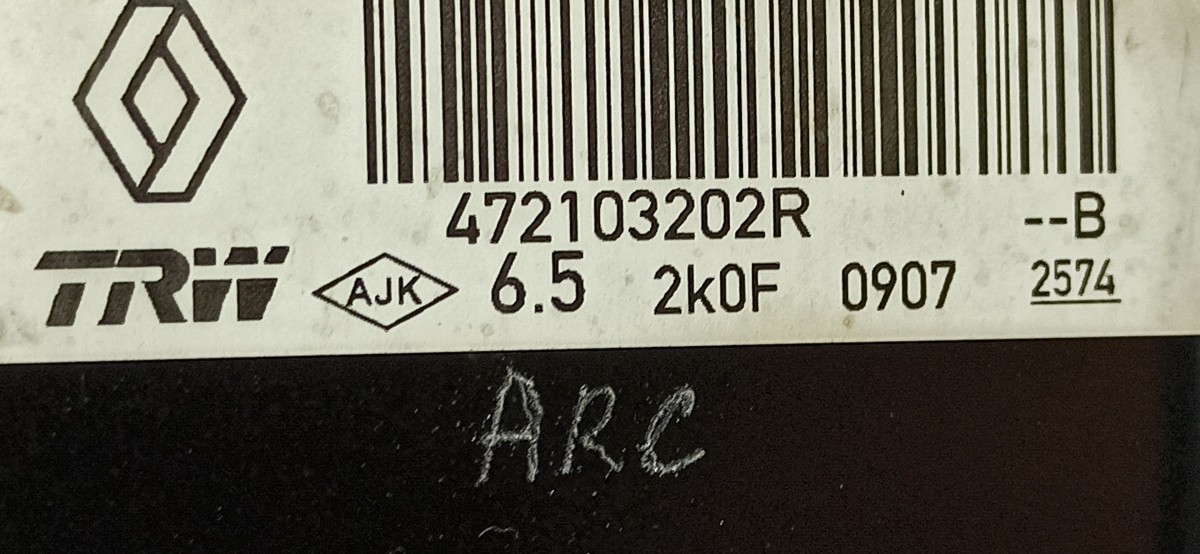 472103202R --B
TRW AJK 6.5 2k0F 0907 2574
ARC